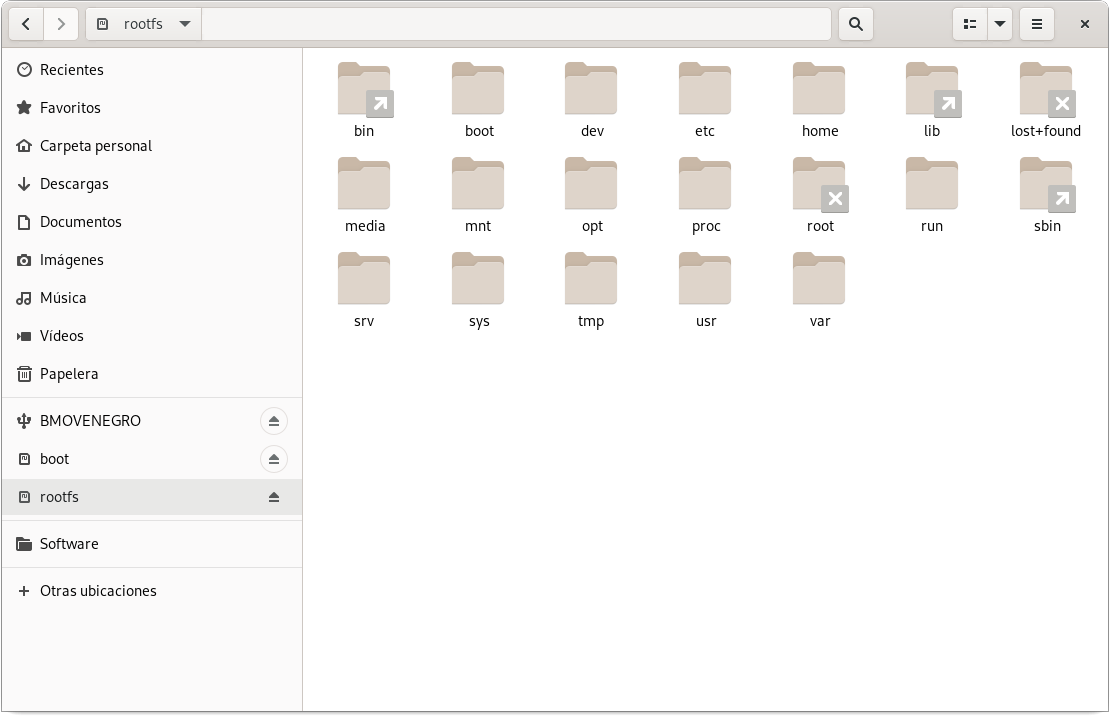 rootfs
Recientes
Favoritos
Carpeta personal
Descargas
Documentos
Imágenes
Música
Vídeos
Papelera
BMOVENEGRO
boot
rootfs
Software
Otras ubicaciones
bin boot dev etc home lib lost+found
media mnt opt proc root run sbin
srv sys tmp usr var